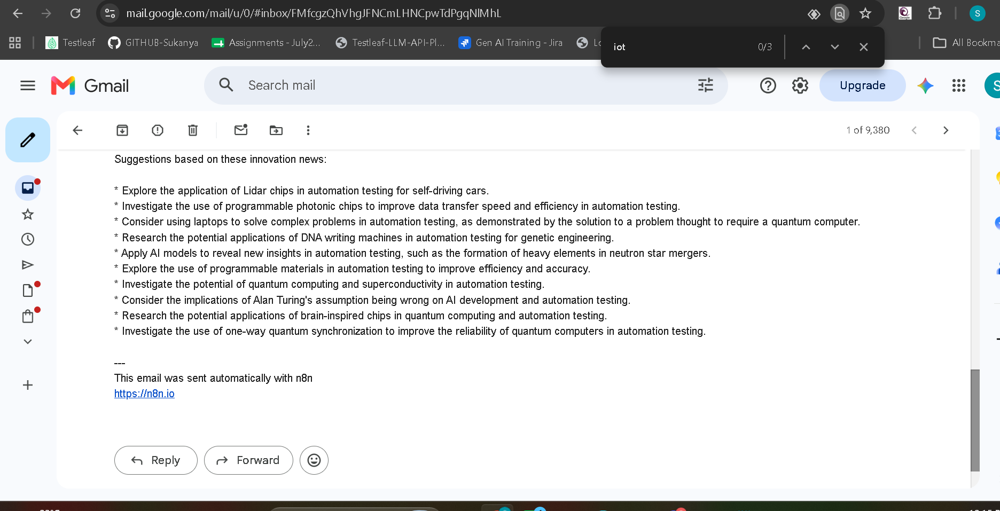 mail.google.com/mail/u/0/#inbox/FMfcgzQhVhgJFNCmLHNCpwTdPgqNlMhL
S
Testleaf
GITHUB-Sukanya
Assignments - July2...
Testleaf-LLM-API-Pl...
Gen AI Training - Jira
iot
0/3
All Bookma
Gmail
Search mail
Upgrade
S
1 of 9,380
Suggestions based on these innovation news:
* Explore the application of Lidar chips in automation testing for self-driving cars.
* Investigate the use of programmable photonic chips to improve data transfer speed and efficiency in automation testing.
* Consider using laptops to solve complex problems in automation testing, as demonstrated by the solution to a problem thought to require a quantum computer.
* Research the potential applications of DNA writing machines in automation testing for genetic engineering.
* Apply AI models to reveal new insights in automation testing, such as the formation of heavy elements in neutron star mergers.
* Explore the use of programmable materials in automation testing to improve efficiency and accuracy.
* Investigate the potential of quantum computing and superconductivity in automation testing.
* Consider the implications of Alan Turing's assumption being wrong on AI development and automation testing.
* Research the potential applications of brain-inspired chips in quantum computing and automation testing.
* Investigate the use of one-way quantum synchronization to improve the reliability of quantum computers in automation testing.
---
This email was sent automatically with n8n
https://n8n.io
Reply
Forward